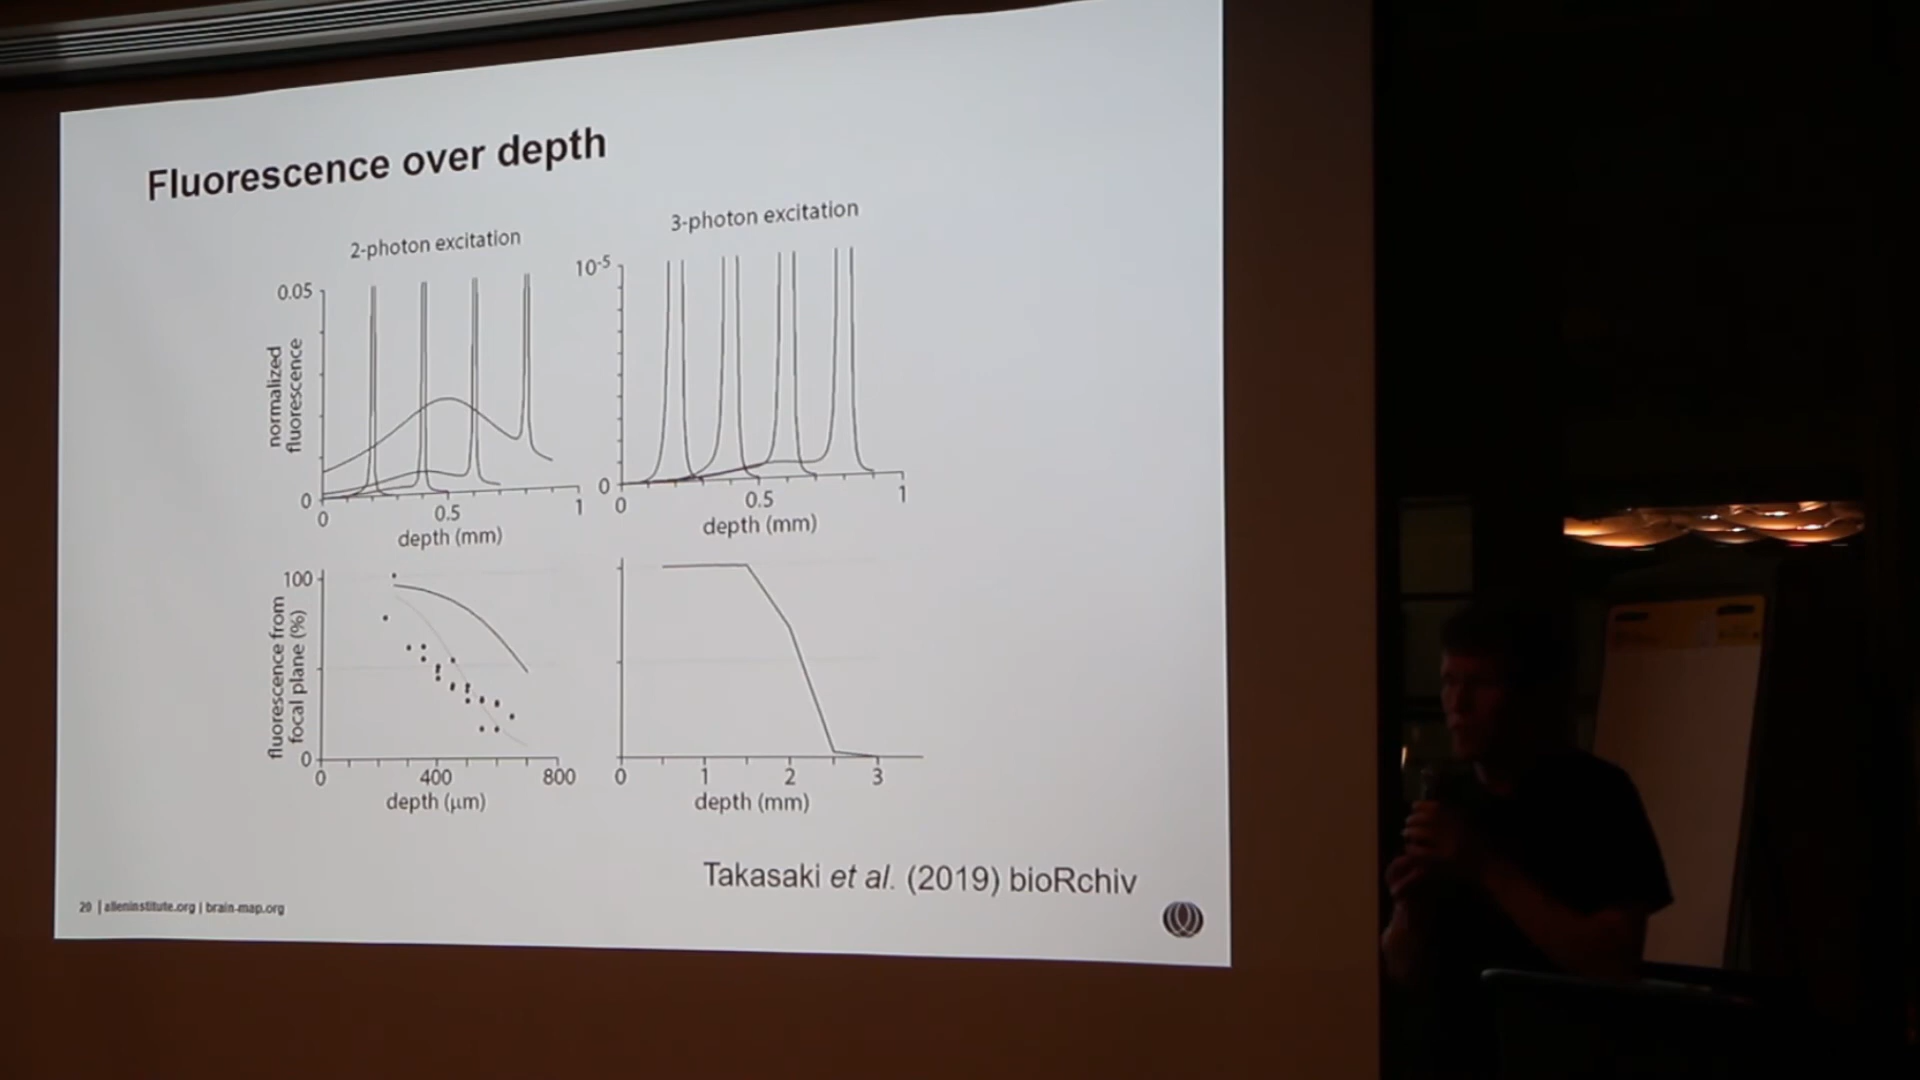 Fluorescence over depth
2-photon excitation
0.05
normalized
fluorescence
0
0
0.5
1
depth (mm)
3-photon excitation
10-5
0
0
0.5
1
depth (mm)
100
fluorescence from
focal plane (%)
0
0
400
800
depth (μm)
0
1
2
3
depth (mm)
Takasaki et al. (2019) bioRchiv
20 | alleninstitute.org | brain-map.org